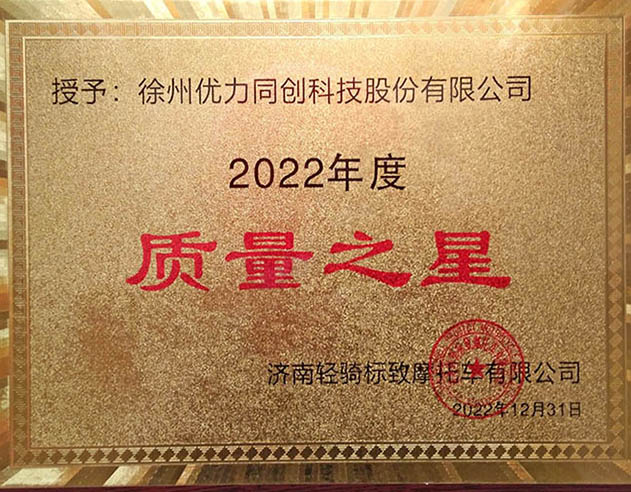 授予：徐州优力同创科技股份有限公司
2022年度
质量之星
济南轻骑标致摩托车有限公司
2022年12月31日